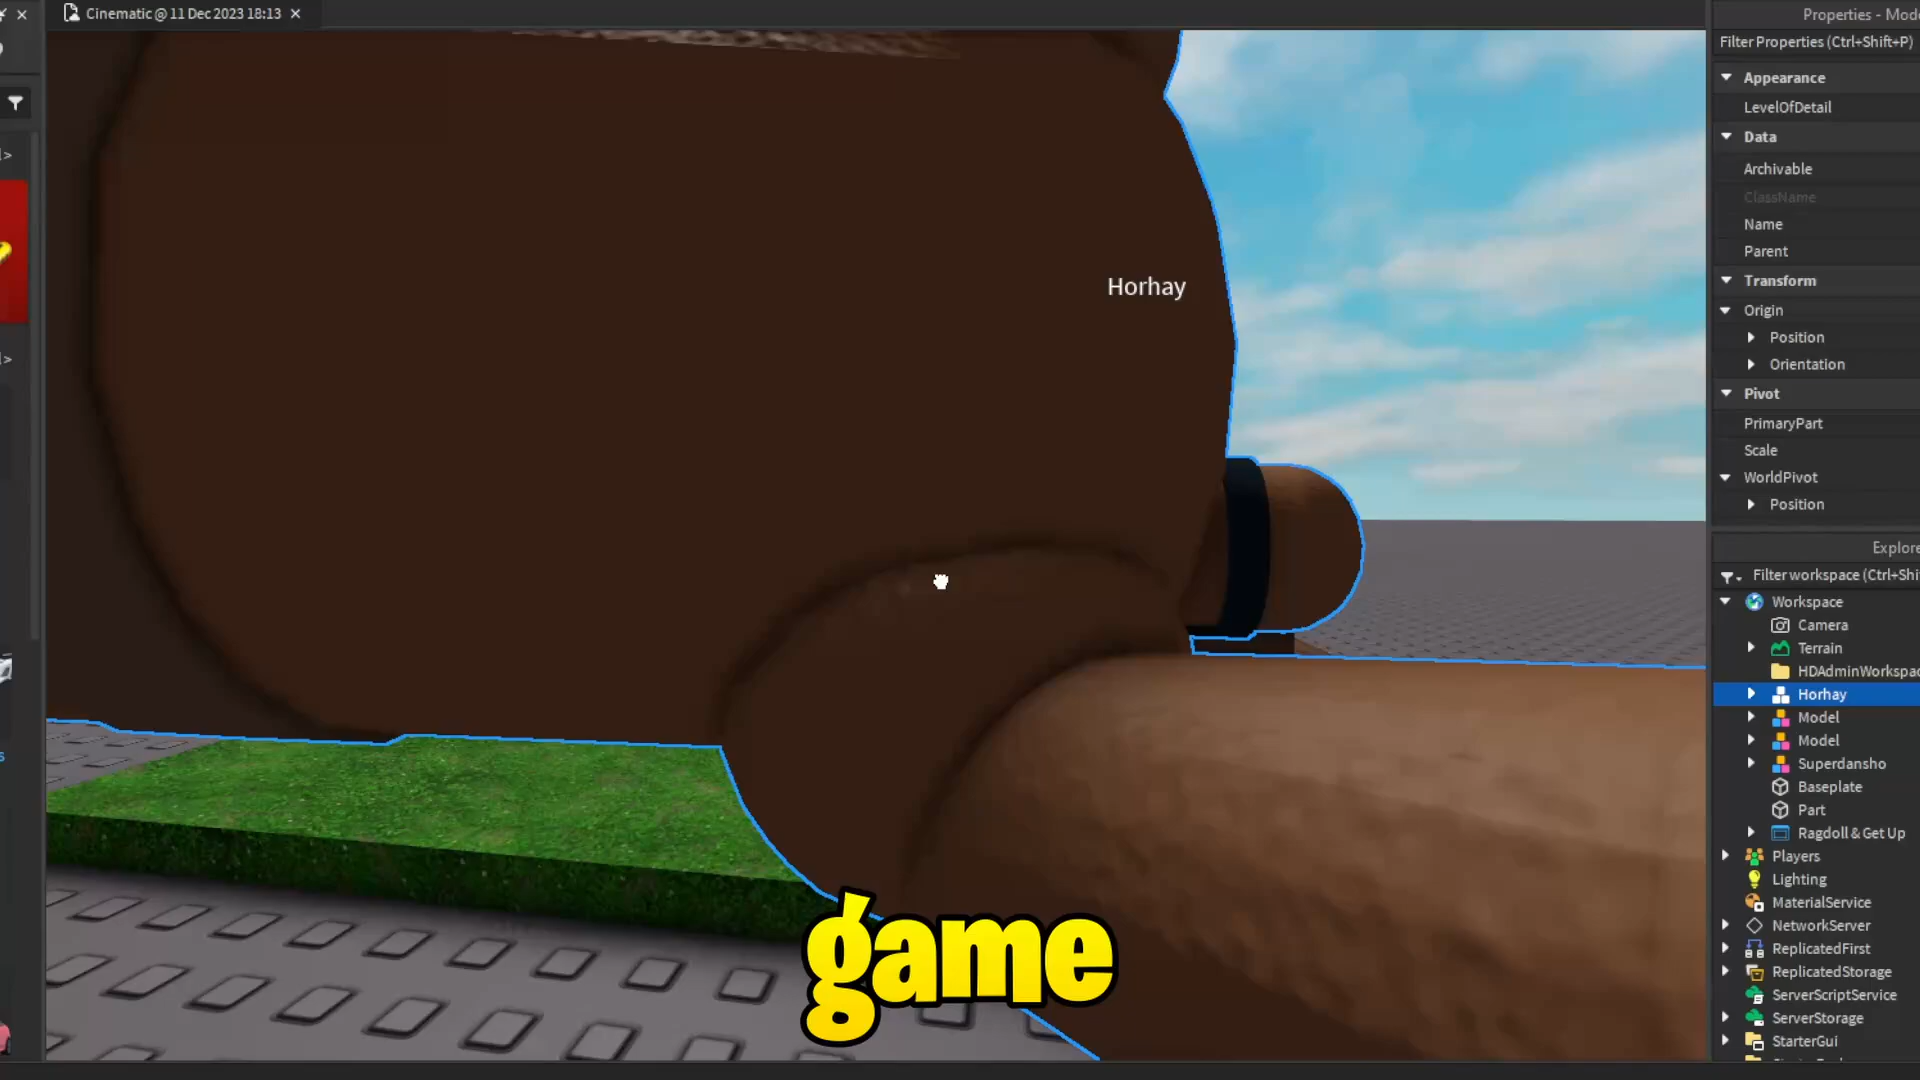 Cinematic @ 11 Dec 2023 18:13
Horhay
game
Properties - Mode
Filter Properties (Ctrl+Shift+P)
Appearance
LevelOfDetail
Data
Archivable
ClassName
Name
Parent
Transform
Origin
Position
Orientation
Pivot
PrimaryPart
Scale
WorldPivot
Position
Explore
Filter workspace (Ctrl+Shi
Workspace
Camera
Terrain
HDAdminWorkspac
Horhay
Model
Model
Superdansho
Baseplate
Part
Ragdoll & Get Up
Players
Lighting
MaterialService
NetworkServer
ReplicatedFirst
ReplicatedStorage
ServerScriptService
ServerStorage
StarterGui